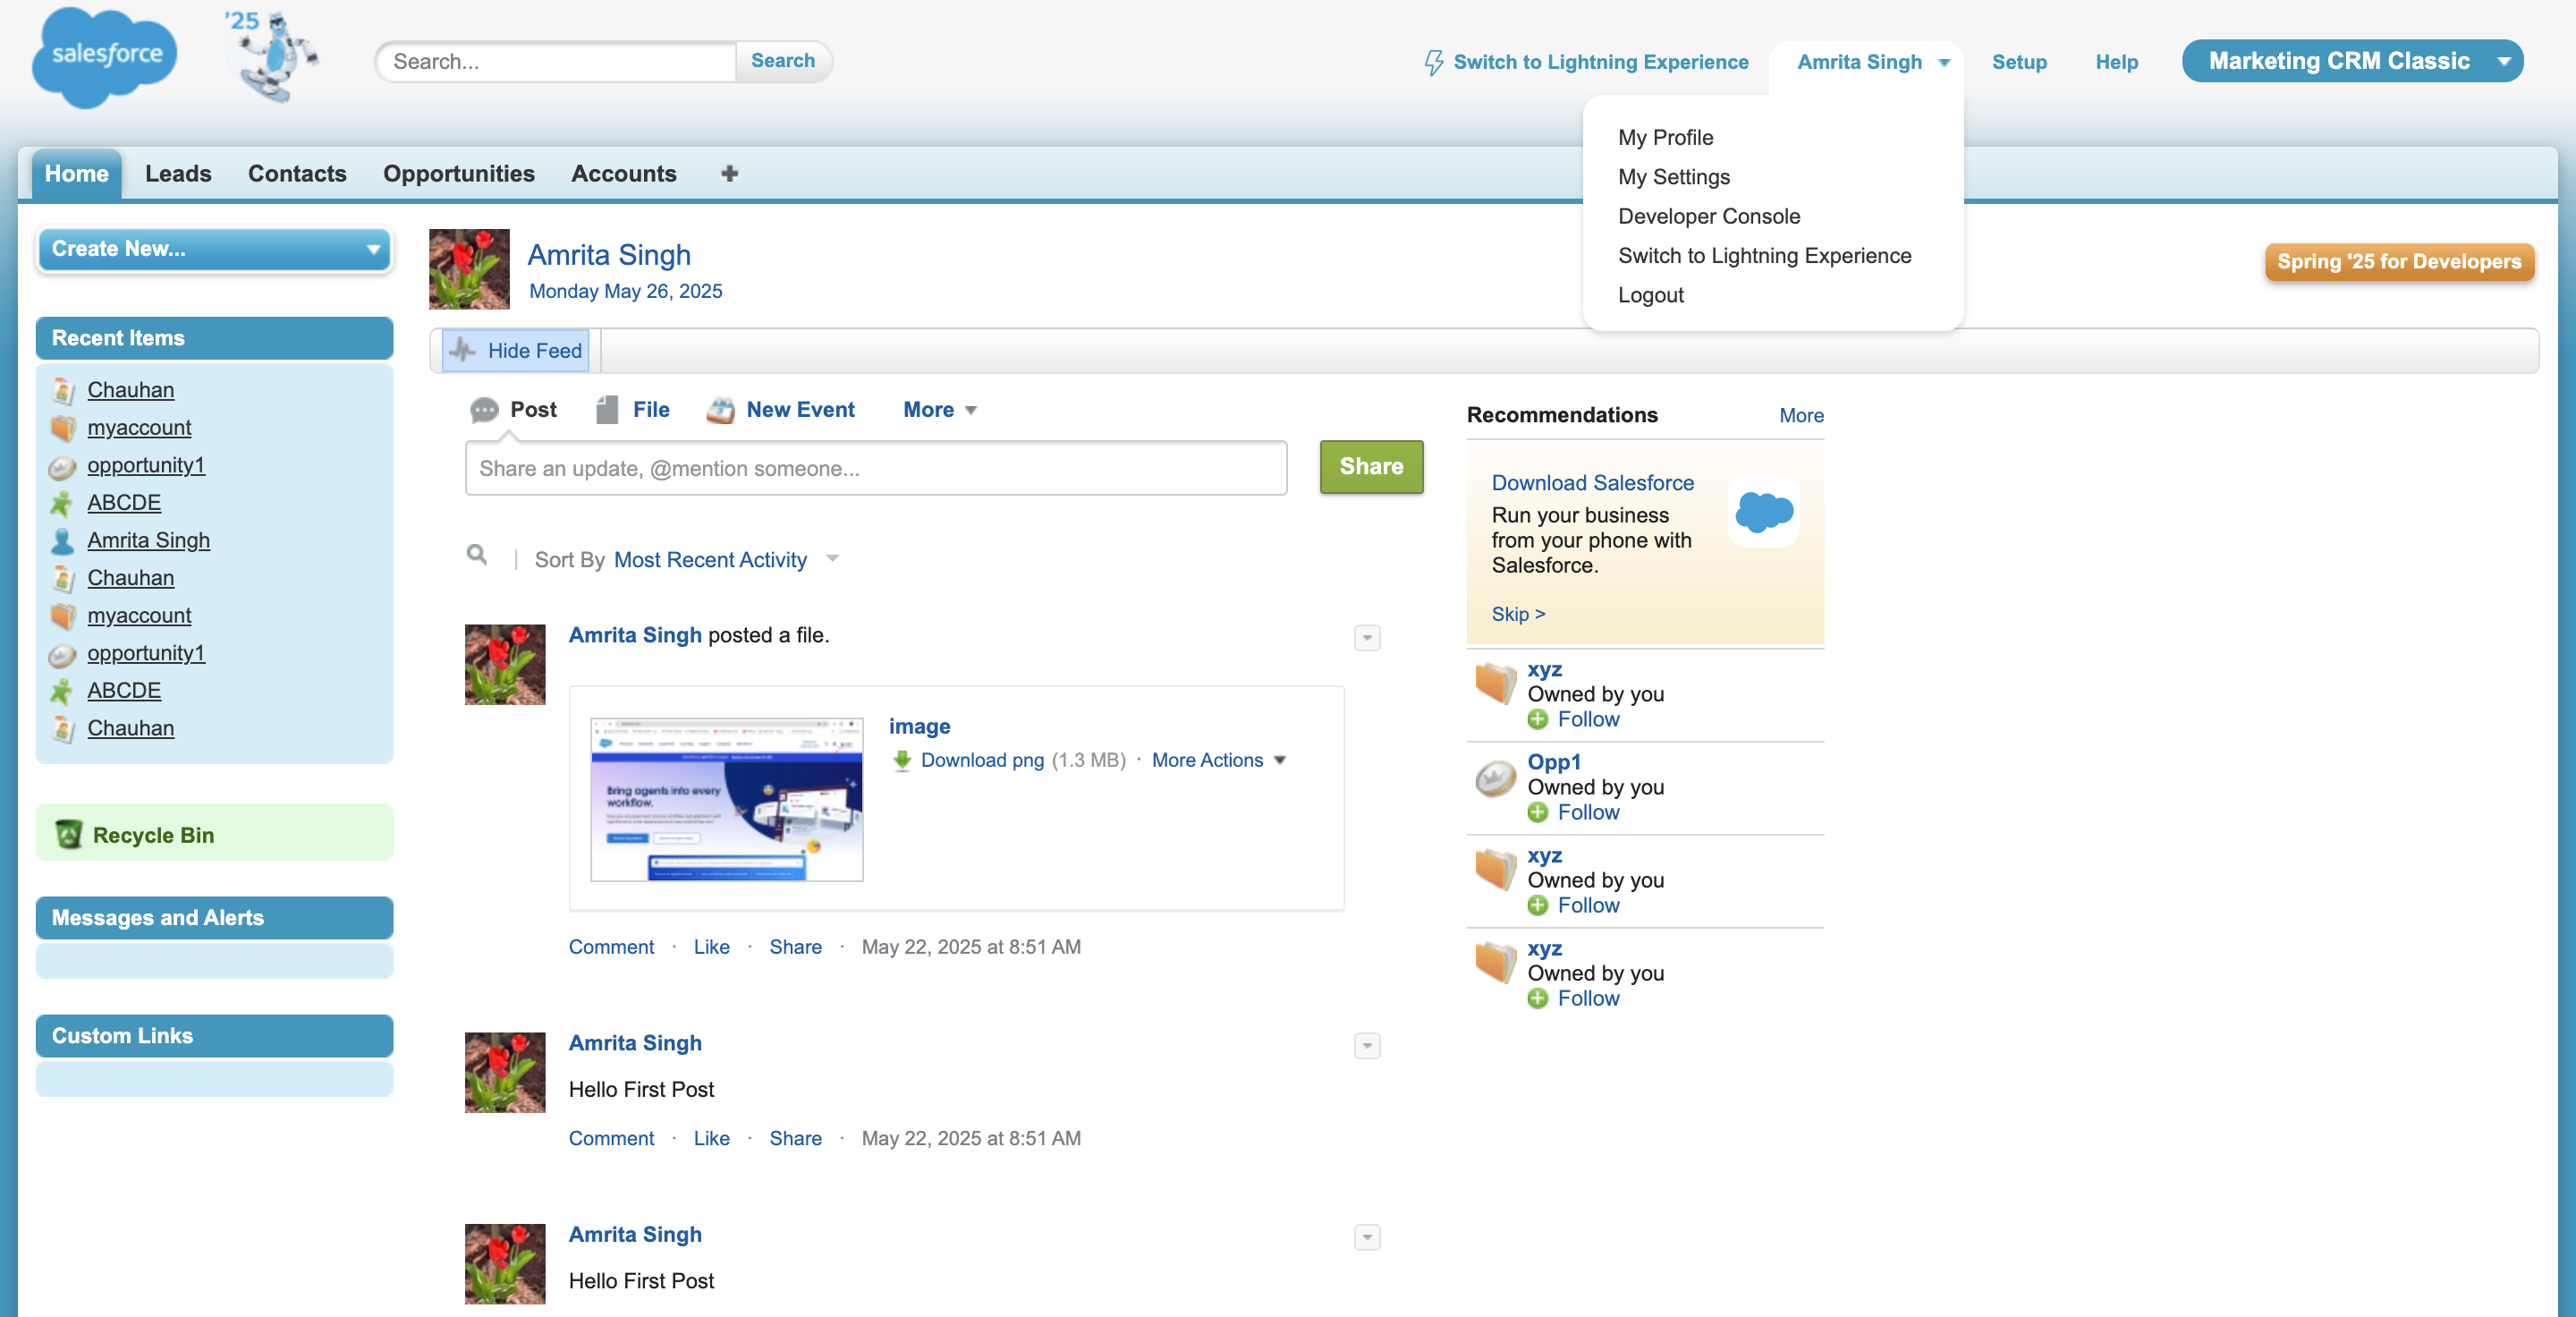 salesforce
'25
Search...
Search
Switch to Lightning Experience
Amrita Singh
Setup
Help
Marketing CRM Classic
My Profile
My Settings
Developer Console
Switch to Lightning Experience
Logout
Home
Leads
Contacts
Opportunities
Accounts
Create New...
Amrita Singh
Monday May 26, 2025
Spring '25 for Developers
Hide Feed
Recent Items
Chauhan
myaccount
opportunity1
ABCDE
Amrita Singh
Chauhan
myaccount
opportunity1
ABCDE
Chauhan
Recycle Bin
Messages and Alerts
Custom Links
Post
File
New Event
More
Share an update, @mention someone...
Share
Sort By Most Recent Activity
Amrita Singh posted a file.
Bring agents into every
workflow.
image
Download png (1.3 MB) · More Actions
Comment · Like · Share · May 22, 2025 at 8:51 AM
Amrita Singh
Hello First Post
Comment · Like · Share · May 22, 2025 at 8:51 AM
Amrita Singh
Hello First Post
Recommendations
More
Download Salesforce
Run your business
from your phone with
Salesforce.
Skip >
xyz
Owned by you
Follow
Opp1
Owned by you
Follow
xyz
Owned by you
Follow
xyz
Owned by you
Follow